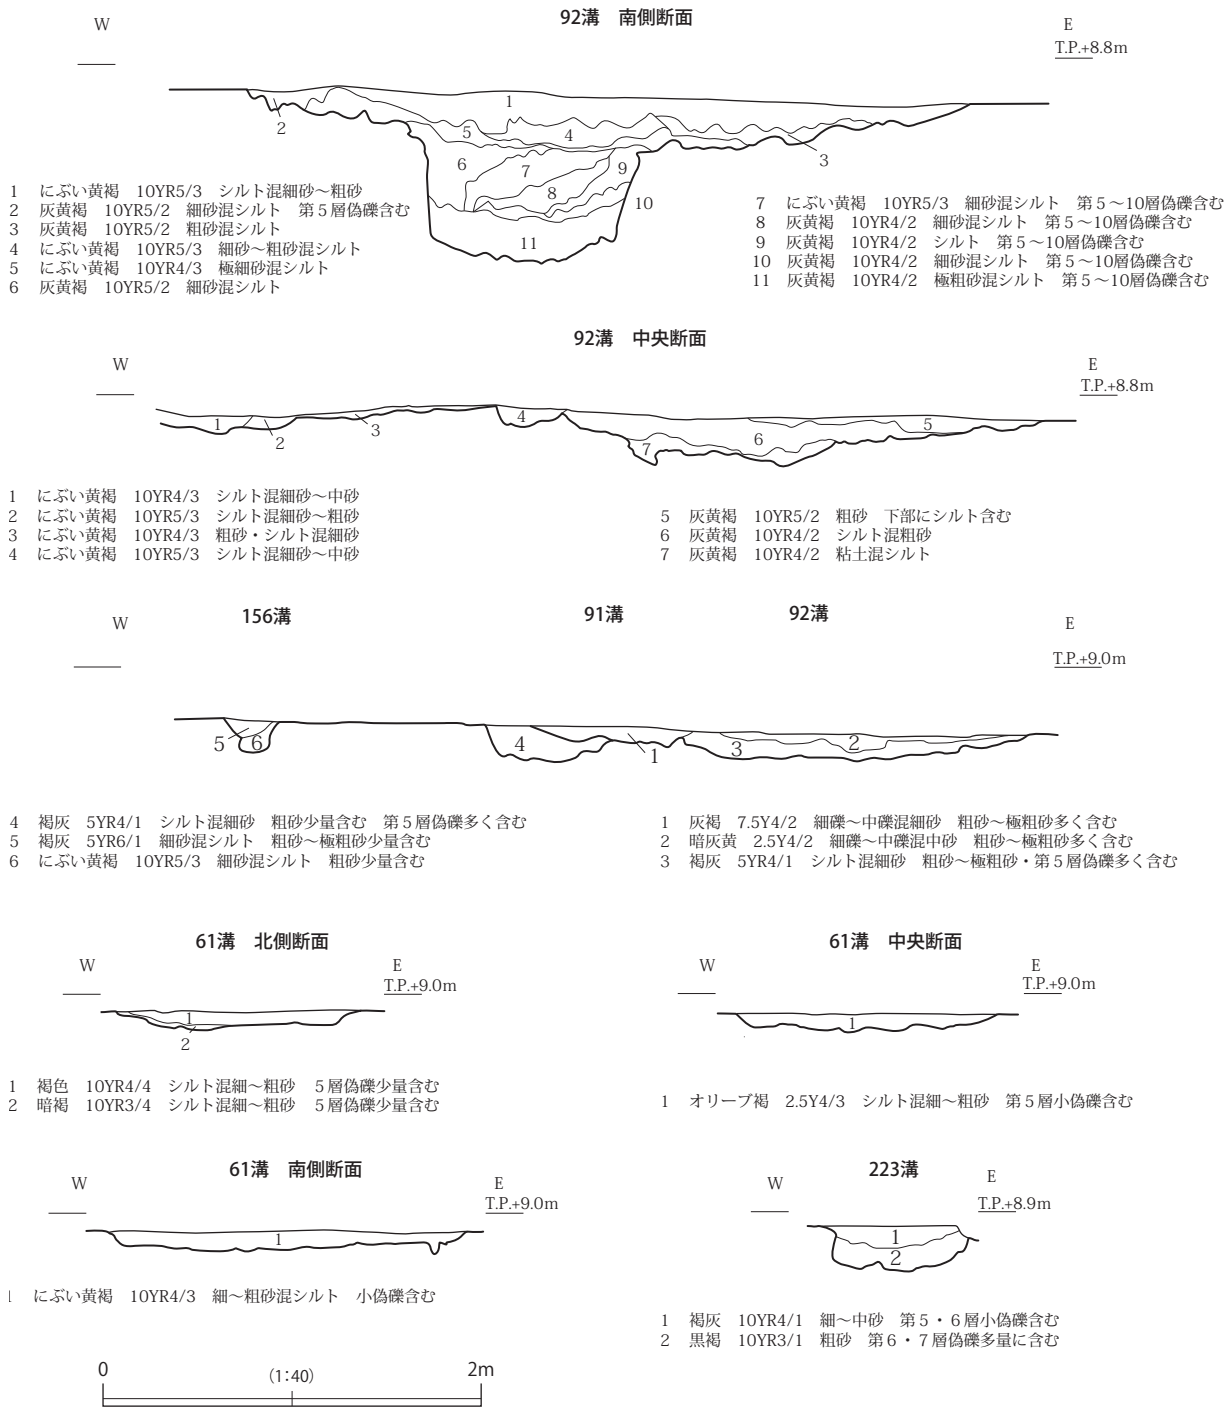 92溝　南側断面
W
E
T.P.+8.8m
1
2
5
4
3
6
7
9
8
10
11
1　にぶい黄褐　10YR5/3　シルト混細砂～粗砂
2　灰黄褐　10YR5/2　細砂混シルト　第５層偽礫含む
3　灰黄褐　10YR5/2　粗砂混シルト
4　にぶい黄褐　10YR5/3　細砂～粗砂混シルト
5　にぶい黄褐　10YR4/3　極細砂混シルト
6　灰黄褐　10YR5/2　細砂混シルト
7　にぶい黄褐　10YR5/3　細砂混シルト　第５～10層偽礫含む
8　灰黄褐　10YR4/2　細砂混シルト　第５～10層偽礫含む
9　灰黄褐　10YR4/2　シルト　第５～10層偽礫含む
10　灰黄褐　10YR4/2　細砂混シルト　第５～10層偽礫含む
11　灰黄褐　10YR4/2　極粗砂混シルト　第５～10層偽礫含む
92溝　中央断面
W
E
T.P.+8.8m
1
2
3
4
7
6
5
1　にぶい黄褐　10YR4/3　シルト混細砂～中砂
2　にぶい黄褐　10YR5/3　シルト混細砂～粗砂
3　にぶい黄褐　10YR4/3　粗砂・シルト混細砂
4　にぶい黄褐　10YR5/3　シルト混細砂～中砂
5　灰黄褐　10YR5/2　粗砂　下部にシルト含む
6　灰黄褐　10YR4/2　シルト混粗砂
7　灰黄褐　10YR4/2　粘土混シルト
156溝
91溝
92溝
W
E
T.P.+9.0m
5
6
4
1
3
2
4　褐灰　5YR4/1　シルト混細砂　粗砂少量含む　第５層偽礫多く含む
5　褐灰　5YR6/1　細砂混シルト　粗砂～極粗砂少量含む
6　にぶい黄褐　10YR5/3　細砂混シルト　粗砂少量含む
1　灰褐　7.5Y4/2　細礫～中礫混細砂　粗砂～極粗砂多く含む
2　暗灰黄　2.5Y4/2　細礫～中礫混中砂　粗砂～極粗砂多く含む
3　褐灰　5YR4/1　シルト混細砂　粗砂～極粗砂・第５層偽礫多く含む
61溝　北側断面
W
E
T.P.+9.0m
1
2
1　褐色　10YR4/4　シルト混細～粗砂　５層偽礫少量含む
2　暗褐　10YR3/4　シルト混細～粗砂　５層偽礫少量含む
61溝　中央断面
W
E
T.P.+9.0m
1
1　オリーブ褐　2.5Y4/3　シルト混細～粗砂　第５層小偽礫含む
61溝　南側断面
W
E
T.P.+9.0m
1
1　にぶい黄褐　10YR4/3　細～粗砂混シルト　小偽礫含む
223溝
W
E
T.P.+8.9m
1
2
1　褐灰　10YR4/1　細～中砂　第５・６層小偽礫含む
2　黒褐　10YR3/1　粗砂　第６・７層偽礫多量に含む
0
(1:40)
2m